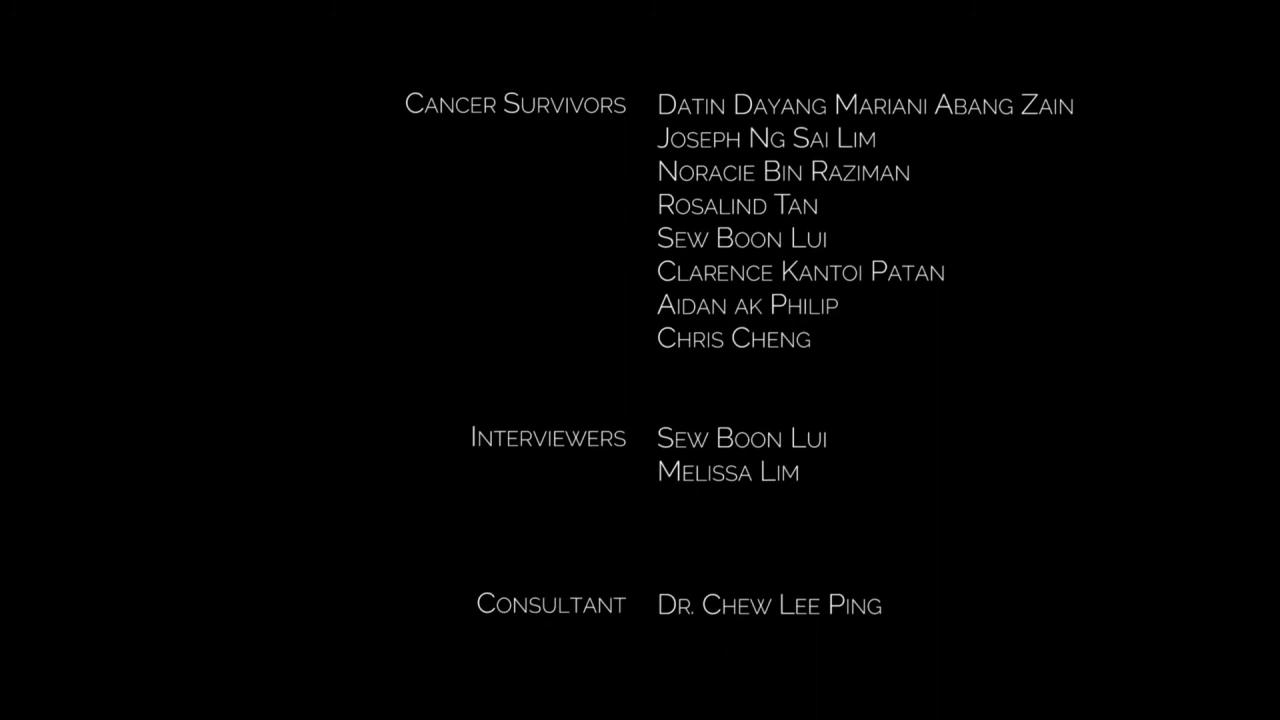 Cancer Survivors Datin Dayang Mariani Abang Zain
Joseph Ng Sai Lim
Noracie Bin Raziman
Rosalind Tan
Sew Boon Lui
Clarence Kantoi Patan
Aidan ak Philip
Chris Cheng
Interviewers Sew Boon Lui
Melissa Lim
Consultant Dr. Chew Lee Ping